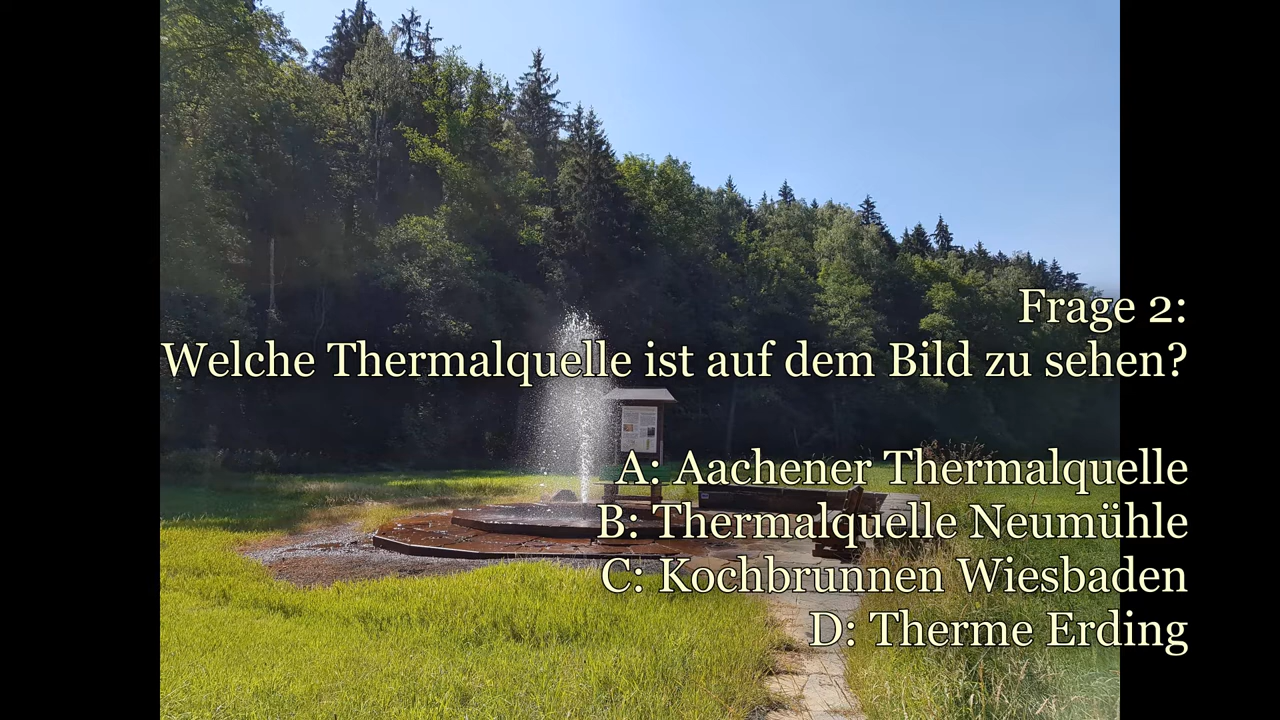 Frage 2:
Welche Thermalquelle ist auf dem Bild zu sehen?
A: Aachener Thermalquelle
B: Thermalquelle Neumühle
C: Kochbrunnen Wiesbaden
D: Therme Erding